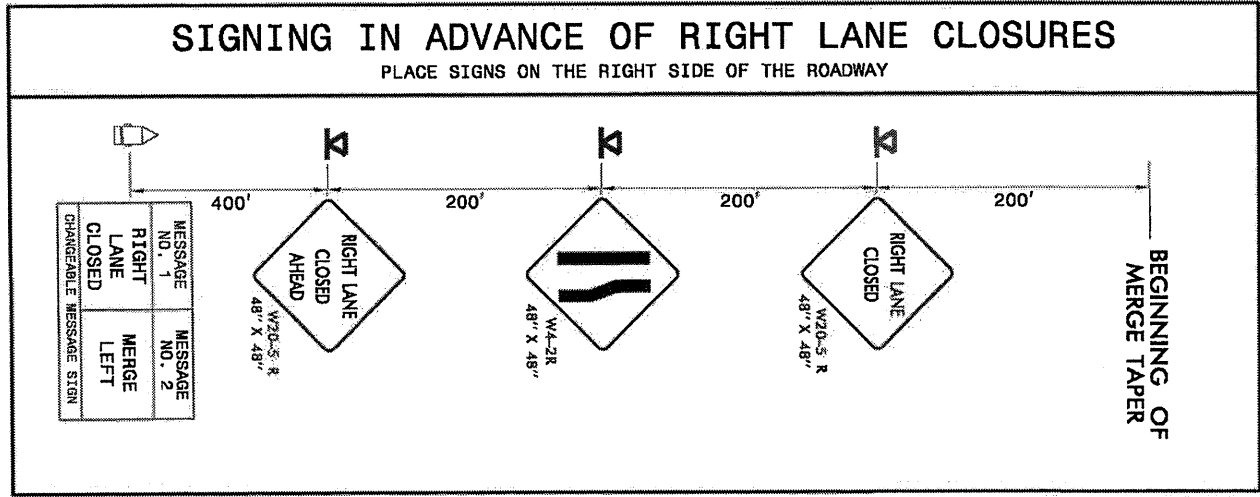 SIGNING IN ADVANCE OF RIGHT LANE CLOSURES
PLACE SIGNS ON THE RIGHT SIDE OF THE ROADWAY
400'
200'
200'
200'
MESSAGE
NO. 1
MESSAGE
NO. 2
RIGHT
LANE
CLOSED
MERGE
LEFT
CHANGEABLE MESSAGE SIGN
RIGHT LANE
CLOSED
AHEAD
W20-5 R
48" X 48"
W4-2R
48" X 48"
RIGHT LANE
CLOSED
W20-5 R
48" X 48"
BEGINNING OF
MERGE TAPER